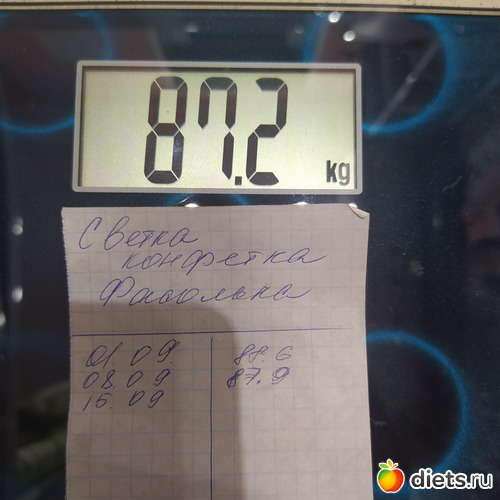 87.2 kg
Светка
конфетка
Фасолька
01.09 88.6
08.09 87.9
15.09
diets.ru